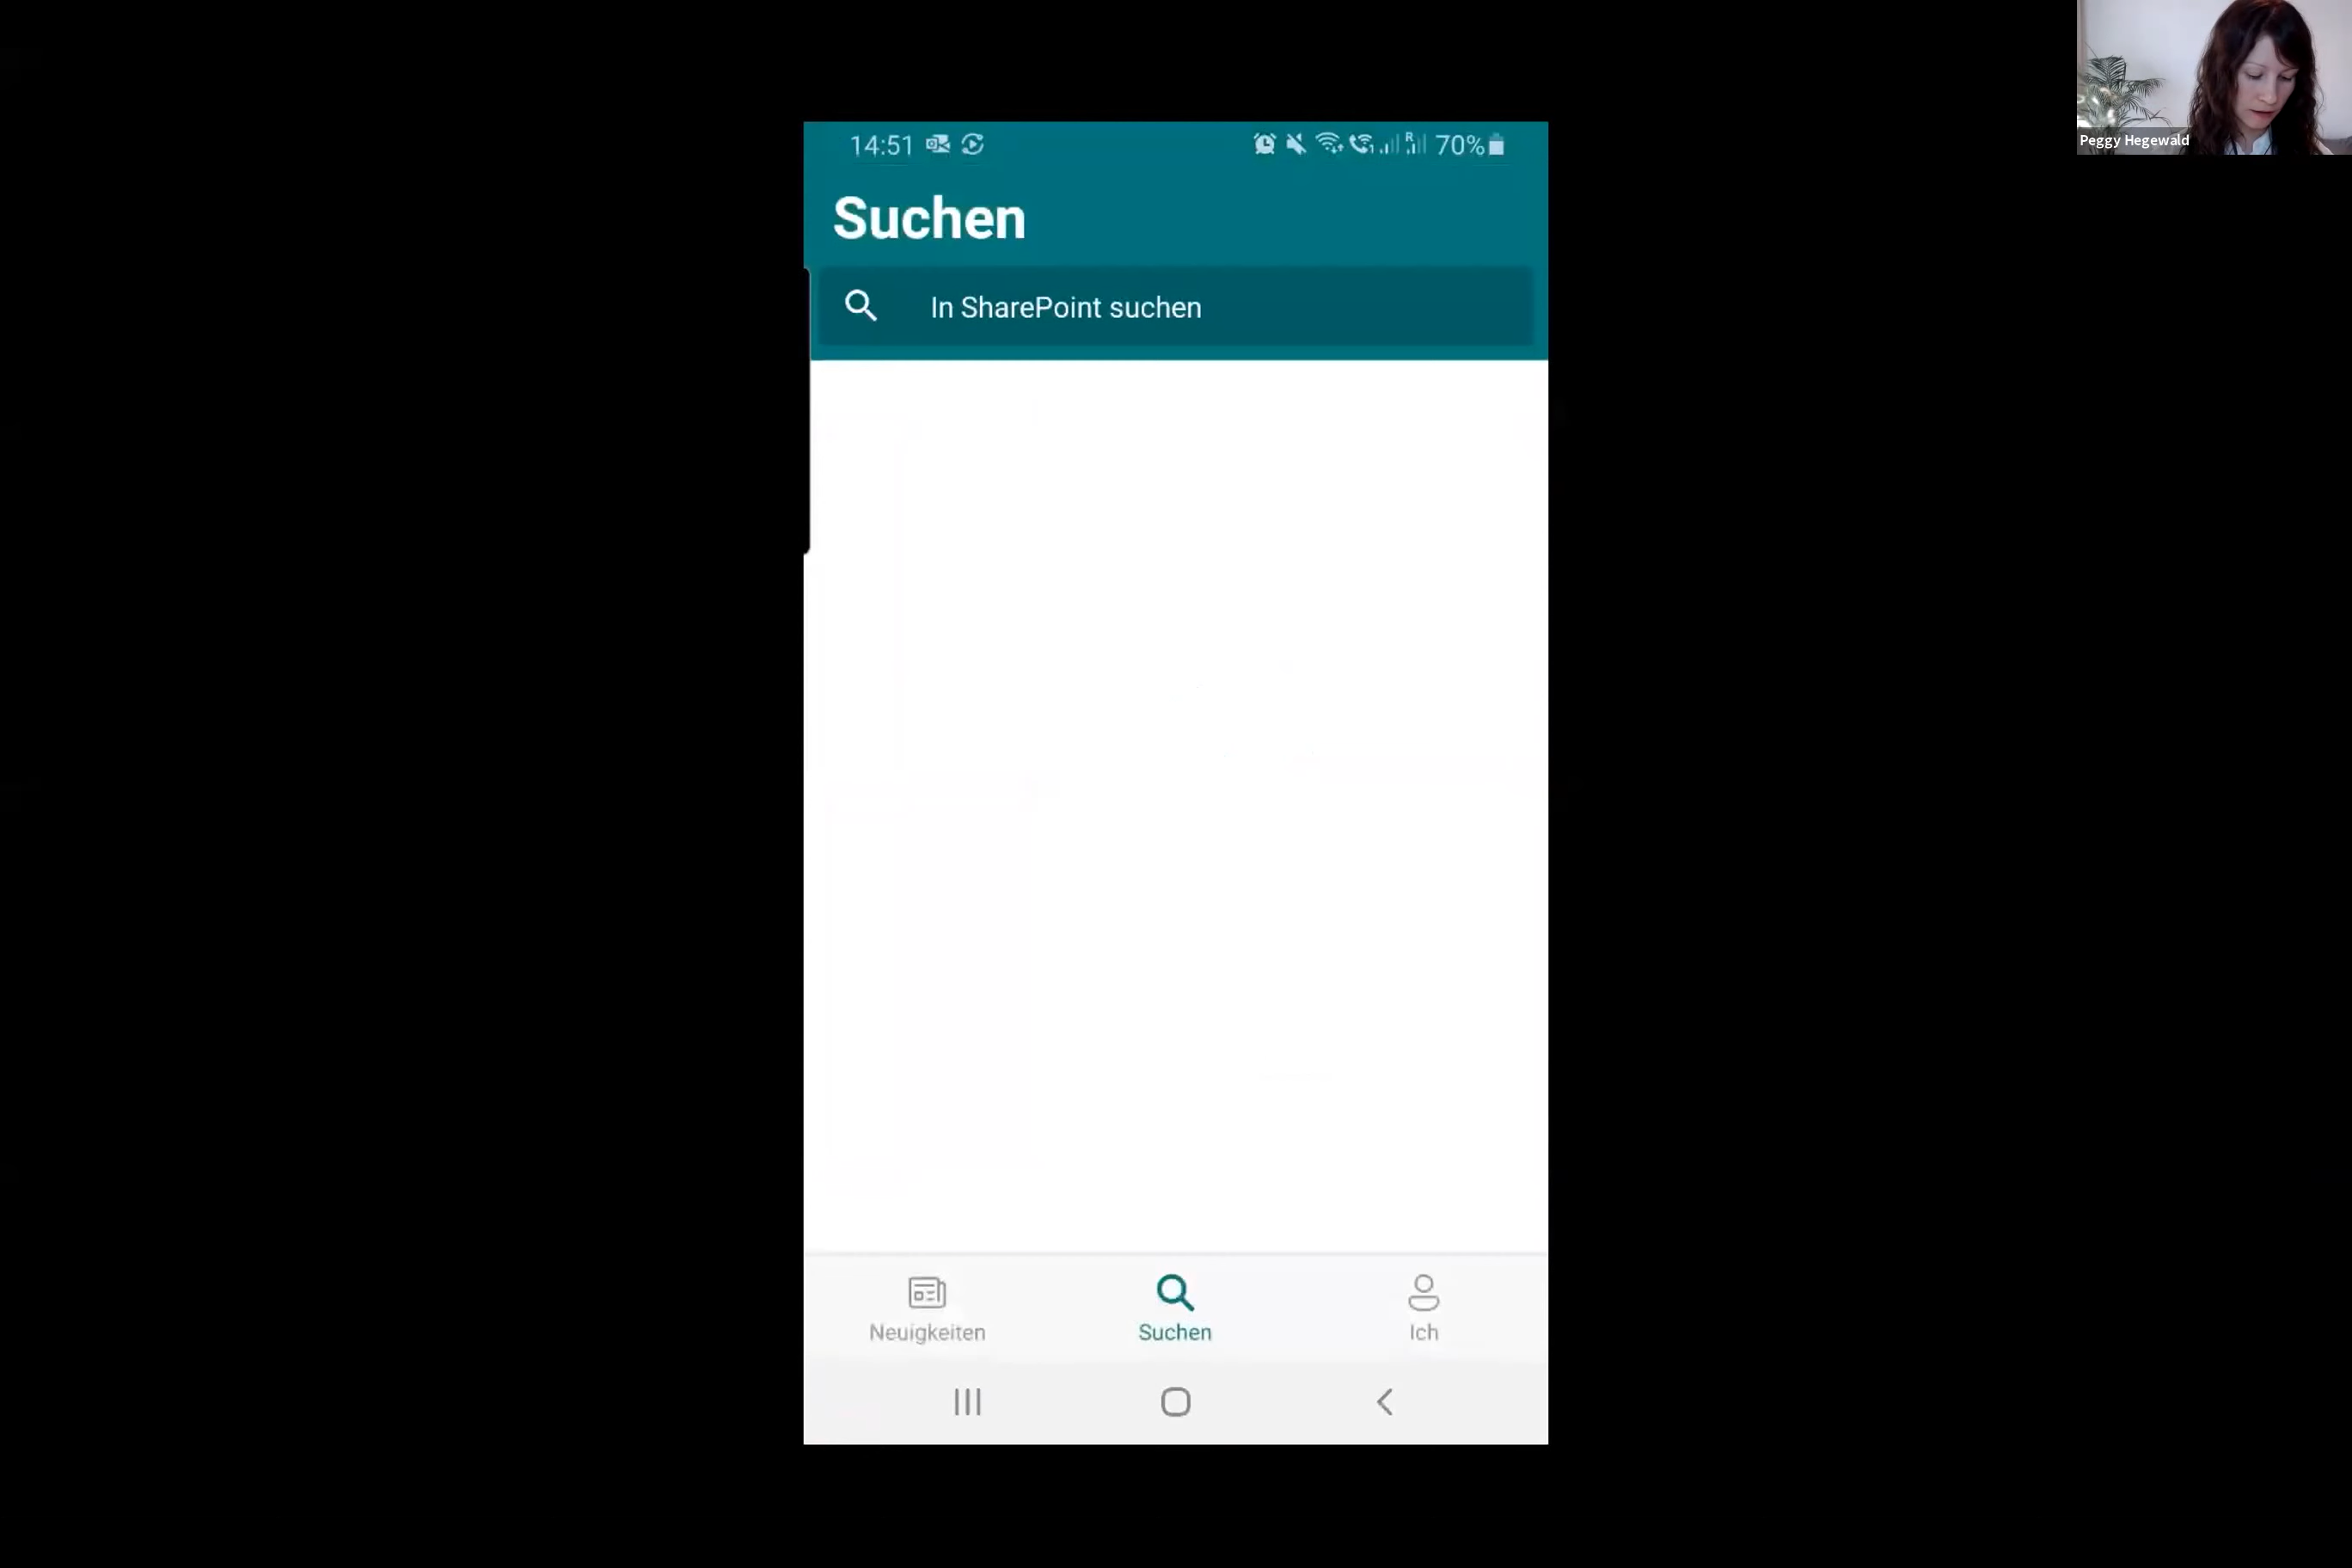 14:51
70%
Suchen
In SharePoint suchen
Neuigkeiten
Suchen
Ich
Peggy Hegewald